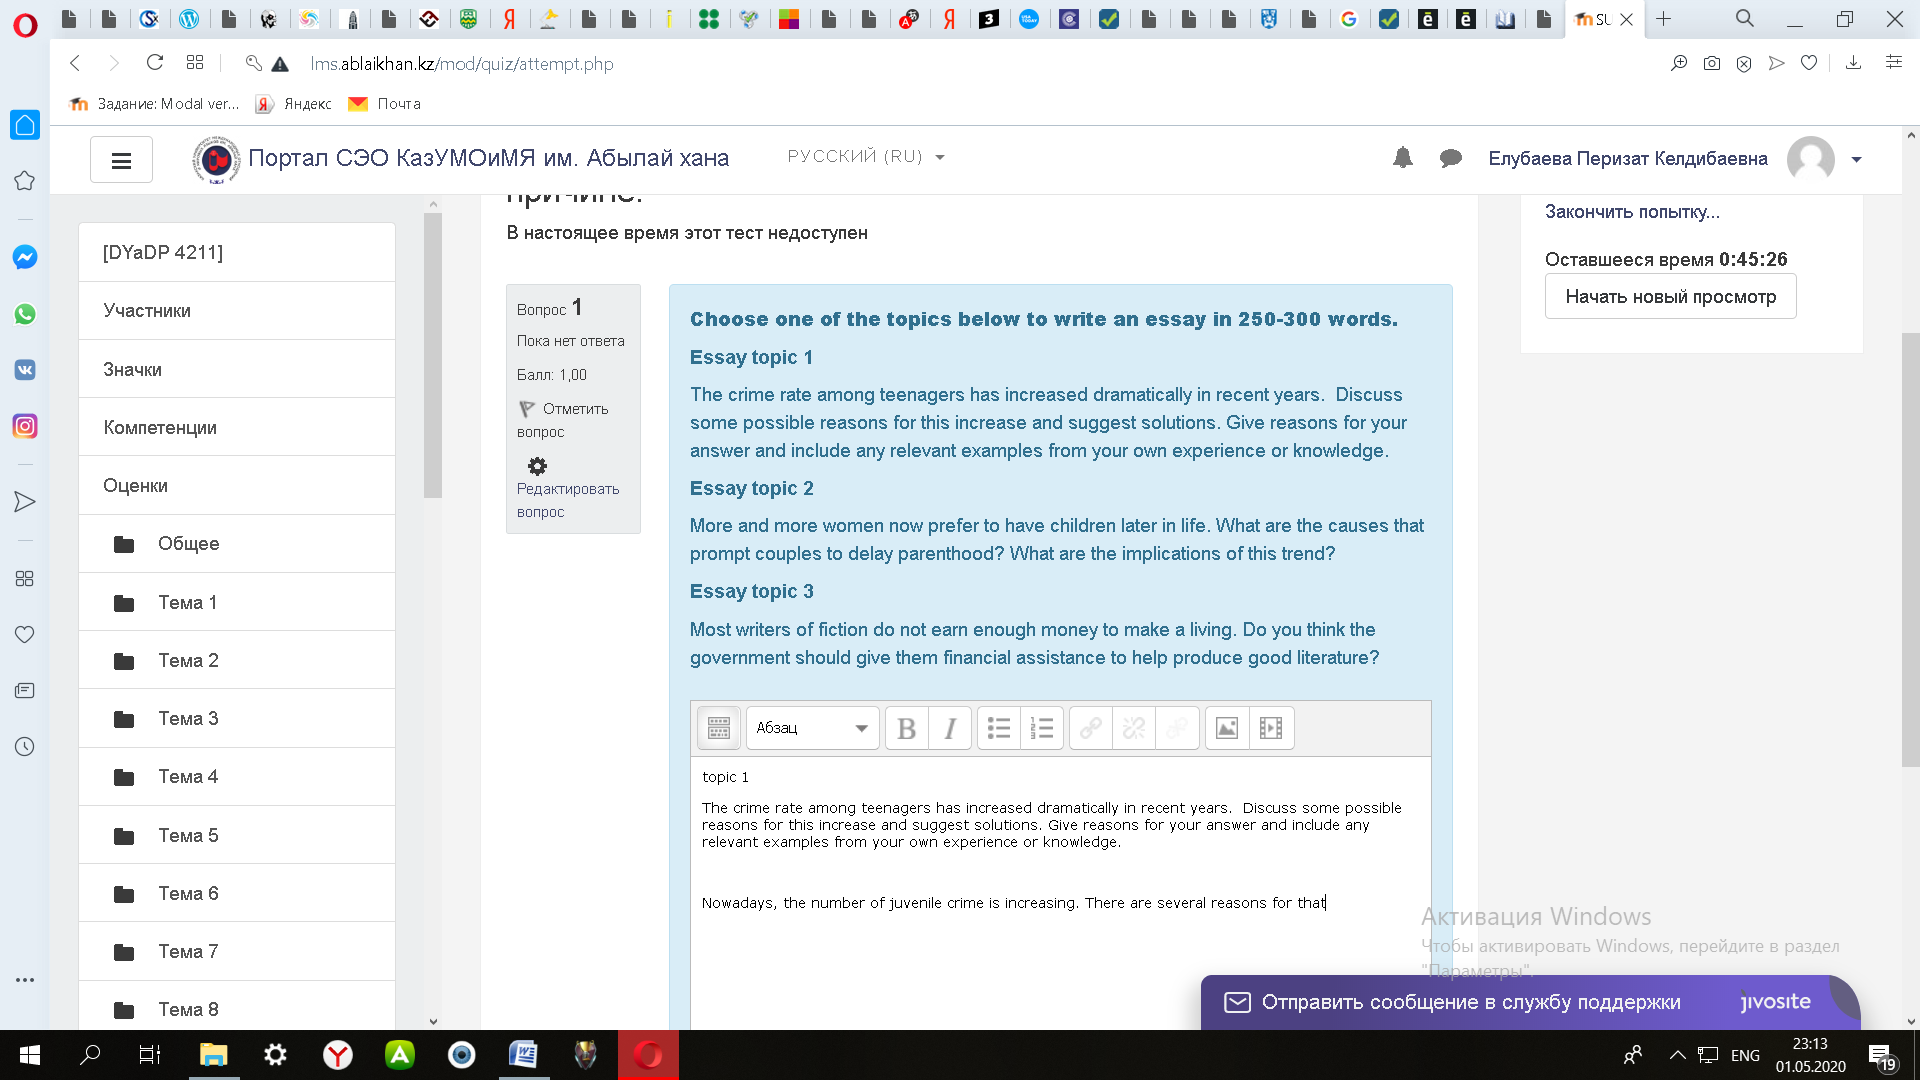 SU
lms.ablaikhan.kz/mod/quiz/attempt.php
Задание: Modal ver...
Яндекс
Почта
Портал СЭО КазУМОиМЯ им. Абылай хана
РУССКИЙ (RU)
Елубаева Перизат Келдибаевна
[DYaDP 4211]
Участники
Значки
Компетенции
Оценки
Общее
Тема 1
Тема 2
Тема 3
Тема 4
Тема 5
Тема 6
Тема 7
Тема 8
причине:
В настоящее время этот тест недоступен
Вопрос 1
Пока нет ответа
Балл: 1,00
Отметить
вопрос
Редактировать
вопрос
Choose one of the topics below to write an essay in 250-300 words.
Essay topic 1
The crime rate among teenagers has increased dramatically in recent years.  Discuss
some possible reasons for this increase and suggest solutions. Give reasons for your
answer and include any relevant examples from your own experience or knowledge.
Essay topic 2
More and more women now prefer to have children later in life. What are the causes that
prompt couples to delay parenthood? What are the implications of this trend?
Essay topic 3
Most writers of fiction do not earn enough money to make a living. Do you think the
government should give them financial assistance to help produce good literature?
Абзац
B
I
topic 1
The crime rate among teenagers has increased dramatically in recent years.  Discuss some possible
reasons for this increase and suggest solutions. Give reasons for your answer and include any
relevant examples from your own experience or knowledge.
Nowadays, the number of juvenile crime is increasing. There are several reasons for that
Закончить попытку...
Оставшееся время 0:45:26
Начать новый просмотр
Активация Windows
Чтобы активировать Windows, перейдите в раздел
"Параметры".
Отправить сообщение в службу поддержки
jivosite
ENG
23:13
01.05.2020
19